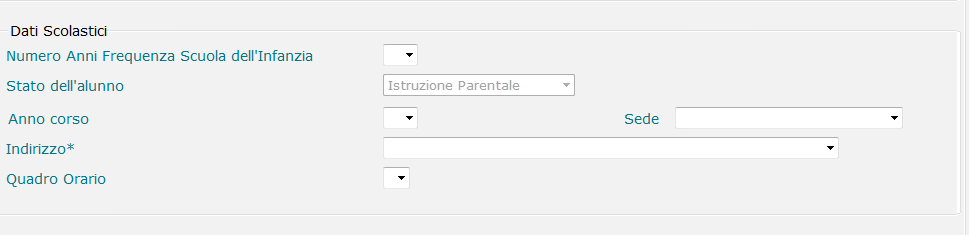 Dati Scolastici
Numero Anni Frequenza Scuola dell'Infanzia
Stato dell'alunno Istruzione Parentale
Anno corso Sede
Indirizzo*
Quadro Orario